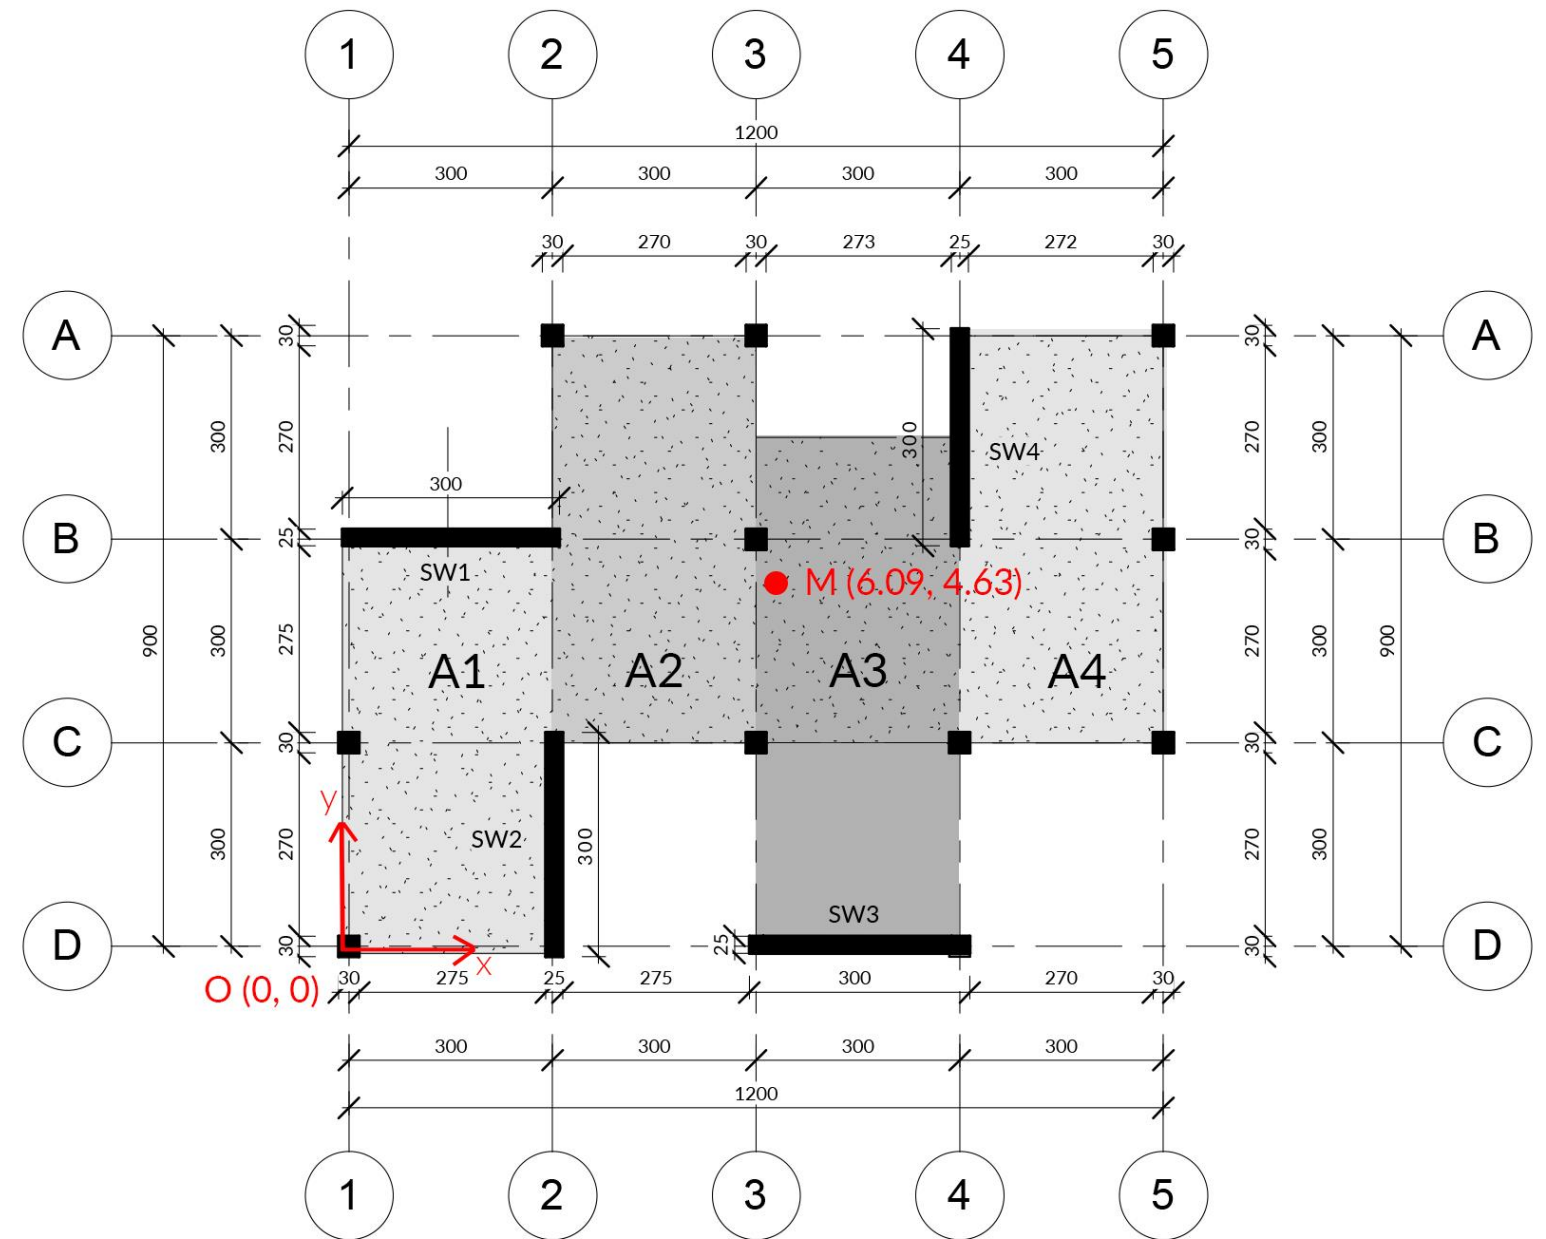 1 2 3 4 5
1200
300 300 300 300
30 270 30 273 25 272 30
A 30 30 A
300 270 300 SW4 270 300
300
B 25 30 B
SW1
M (6.09, 4.63)
900 300 275 270 300 900
A1 A2 A3 A4
C 30 30 C
y
300 270 SW2 300 270 300
SW3
D 30 25 30 D
x
O (0, 0)
30 275 25 275 300 270 30
300 300 300 300
1200
1 2 3 4 5